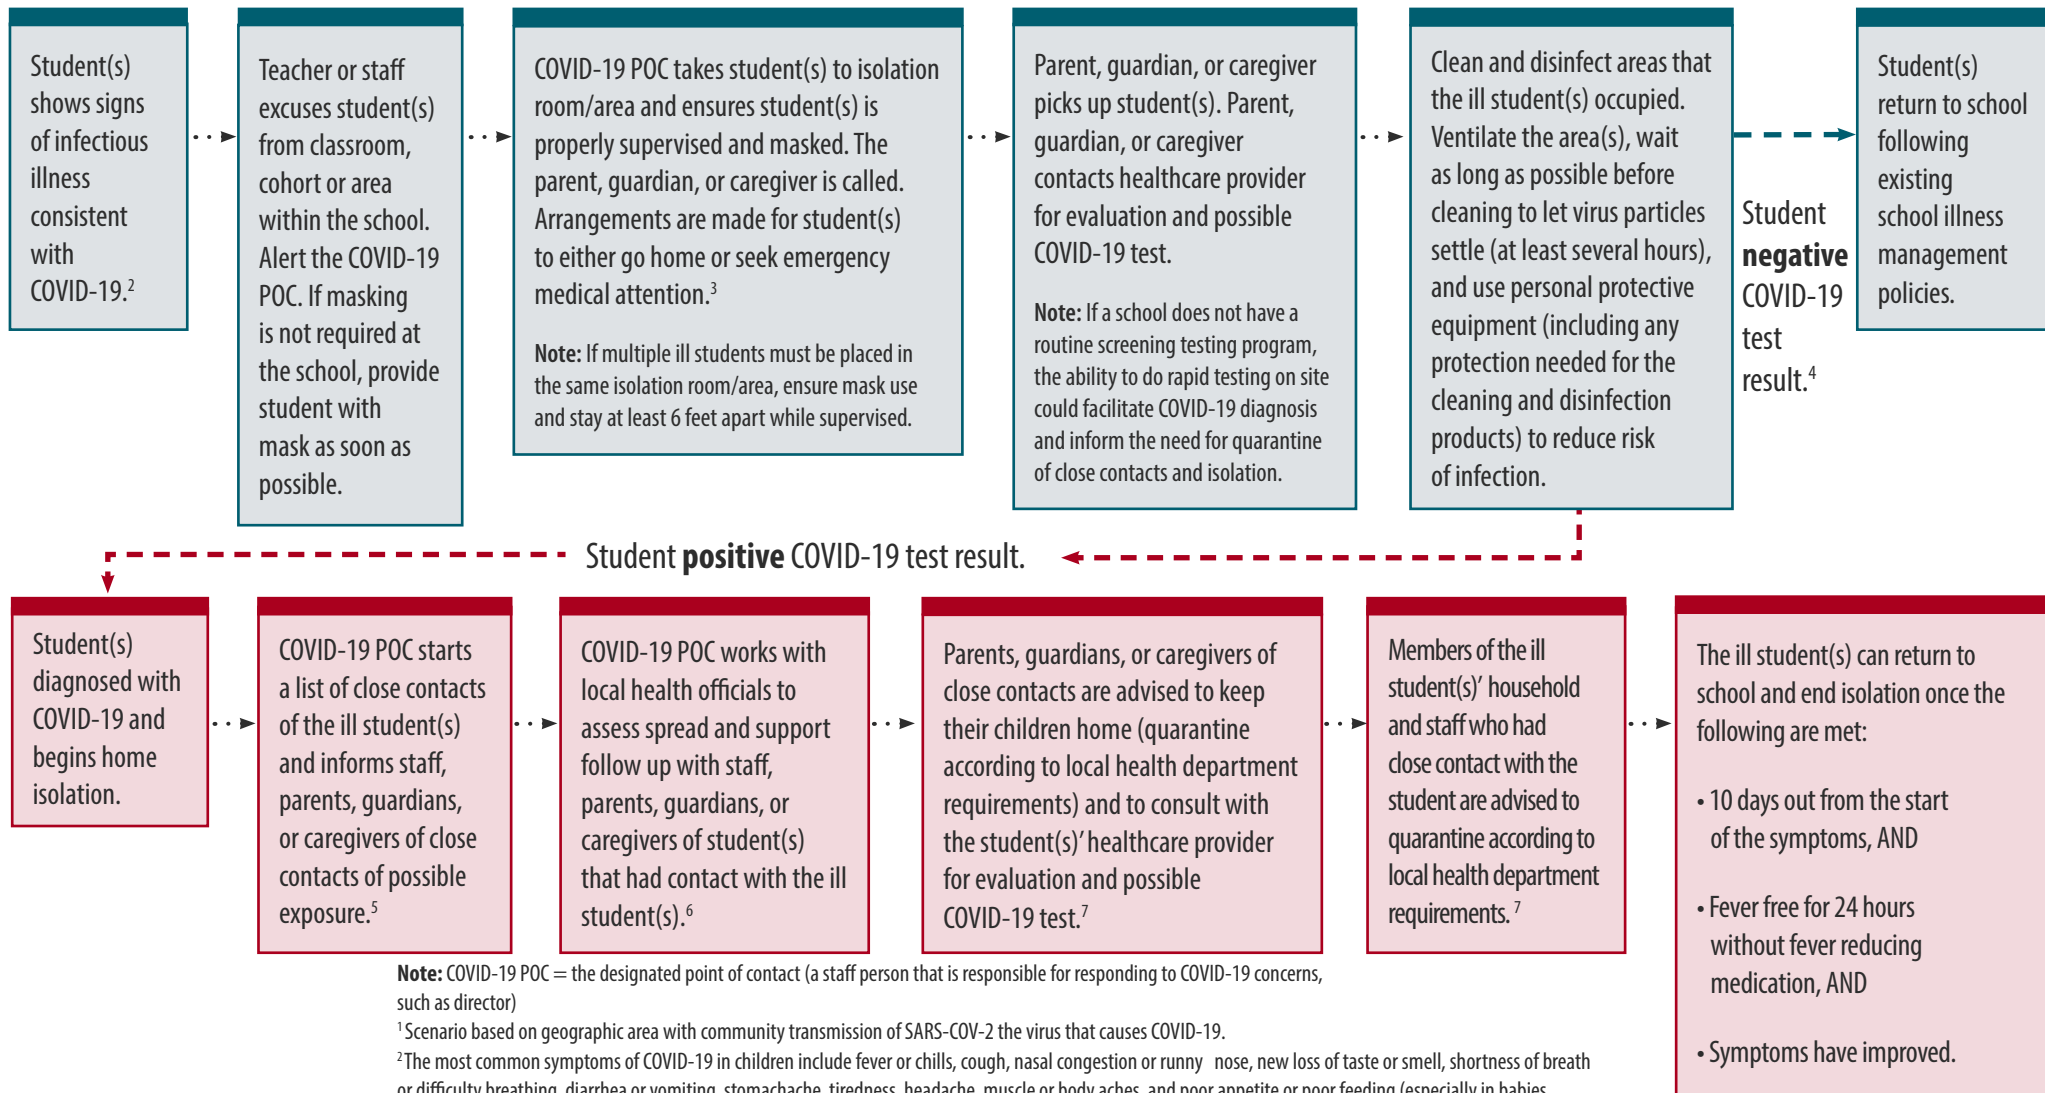 Student(s)
shows signs
of infectious
illness
consistent
with
COVID-19.²
Teacher or staff
excuses student(s)
from classroom,
cohort or area
within the school.
Alert the COVID-19
POC. If masking
is not required at
the school, provide
student with
mask as soon as
possible.
COVID-19 POC takes student(s) to isolation
room/area and ensures student(s) is
properly supervised and masked. The
parent, guardian, or caregiver is called.
Arrangements are made for student(s)
to either go home or seek emergency
medical attention.³
Note: If multiple ill students must be placed in
the same isolation room/area, ensure mask use
and stay at least 6 feet apart while supervised.
Parent, guardian, or caregiver
picks up student(s). Parent,
guardian, or caregiver
contacts healthcare provider
for evaluation and possible
COVID-19 test.
Note: If a school does not have a
routine screening testing program,
the ability to do rapid testing on site
could facilitate COVID-19 diagnosis
and inform the need for quarantine
of close contacts and isolation.
Clean and disinfect areas that
the ill student(s) occupied.
Ventilate the area(s), wait
as long as possible before
cleaning to let virus particles
settle (at least several hours),
and use personal protective
equipment (including any
protection needed for the
cleaning and disinfection
products) to reduce risk
of infection.
Student
negative
COVID-19
test
result.⁴
Student(s)
return to school
following
existing
school illness
management
policies.
Student positive COVID-19 test result.
Student(s)
diagnosed with
COVID-19 and
begins home
isolation.
COVID-19 POC starts
a list of close contacts
of the ill student(s)
and informs staff,
parents, guardians,
or caregivers of close
contacts of possible
exposure.⁵
COVID-19 POC works with
local health officials to
assess spread and support
follow up with staff,
parents, guardians, or
caregivers of student(s)
that had contact with the ill
student(s).⁶
Parents, guardians, or caregivers of
close contacts are advised to keep
their children home (quarantine
according to local health department
requirements) and to consult with
the student(s)’ healthcare provider
for evaluation and possible
COVID-19 test.⁷
Members of the ill
student(s)’ household
and staff who had
close contact with the
student are advised to
quarantine according to
local health department
requirements. ⁷
The ill student(s) can return to
school and end isolation once the
following are met:
• 10 days out from the start
of the symptoms, AND
• Fever free for 24 hours
without fever reducing
medication, AND
• Symptoms have improved.
Note: COVID-19 POC = the designated point of contact (a staff person that is responsible for responding to COVID-19 concerns,
such as director)
¹ Scenario based on geographic area with community transmission of SARS-COV-2 the virus that causes COVID-19.
² The most common symptoms of COVID-19 in children include fever or chills, cough, nasal congestion or runny nose, new loss of taste or smell, shortness of breath
or difficulty breathing, diarrhea or vomiting, stomachache, tiredness, headache, muscle or body aches, and poor appetite or poor feeding (especially in babies